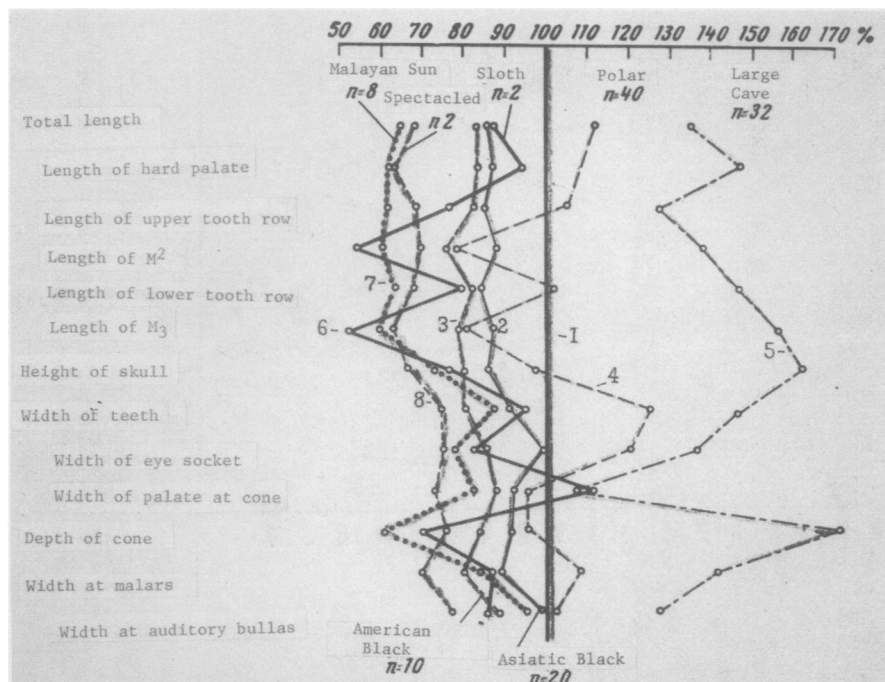 50 60 70 80 90 100 110 120 130 140 150 160 170 %
Malayan Sun Sloth Polar Large
Cave
n=8 n=2 n=40 n=32
Spectacled
n 2
Total length
Length of hard palate
Length of upper tooth row
Length of M²
7
Length of lower tooth row
6 3 2 1
Length of M₃
5
Height of skull
4
8
Width of teeth
Width of eye socket
Width of palate at cone
Depth of cone
Width at malars
Width at auditory bullas
American
Black
n=10
Asiatic Black
n=20